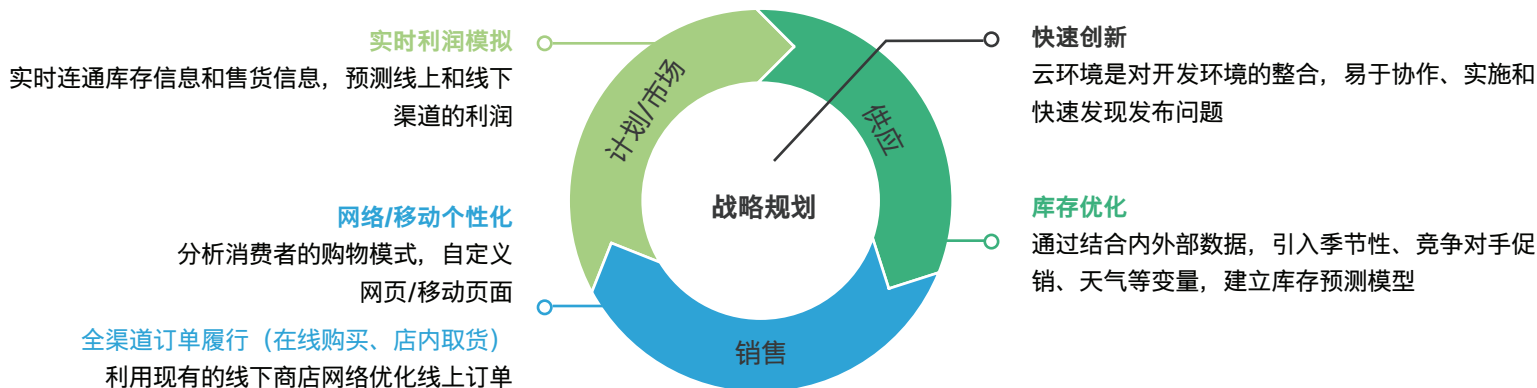 实时利润模拟
实时连通库存信息和售货信息，预测线上和线下
渠道的利润
网络/移动个性化
分析消费者的购物模式，自定义
网页/移动页面
全渠道订单履行（在线购买、店内取货）
利用现有的线下商店网络优化线上订单
计划/市场
供应
战略规划
销售
快速创新
云环境是对开发环境的整合，易于协作、实施和
快速发现发布问题
库存优化
通过结合内外部数据，引入季节性、竞争对手促
销、天气等变量，建立库存预测模型